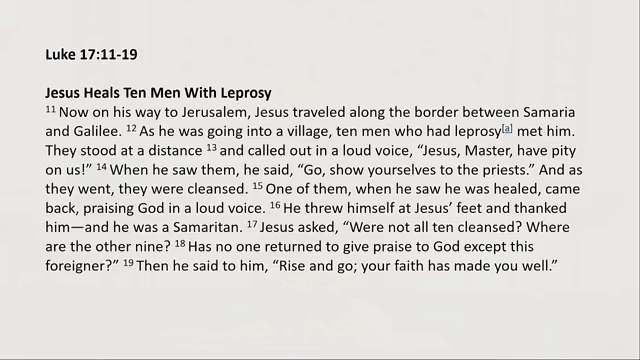 Luke 17:11-19
Jesus Heals Ten Men With Leprosy
11 Now on his way to Jerusalem, Jesus traveled along the border between Samaria
and Galilee. 12 As he was going into a village, ten men who had leprosy[a] met him.
They stood at a distance 13 and called out in a loud voice, “Jesus, Master, have pity
on us!” 14 When he saw them, he said, “Go, show yourselves to the priests.” And as
they went, they were cleansed. 15 One of them, when he saw he was healed, came
back, praising God in a loud voice. 16 He threw himself at Jesus’ feet and thanked
him—and he was a Samaritan. 17 Jesus asked, “Were not all ten cleansed? Where
are the other nine? 18 Has no one returned to give praise to God except this
foreigner?” 19 Then he said to him, “Rise and go; your faith has made you well.”